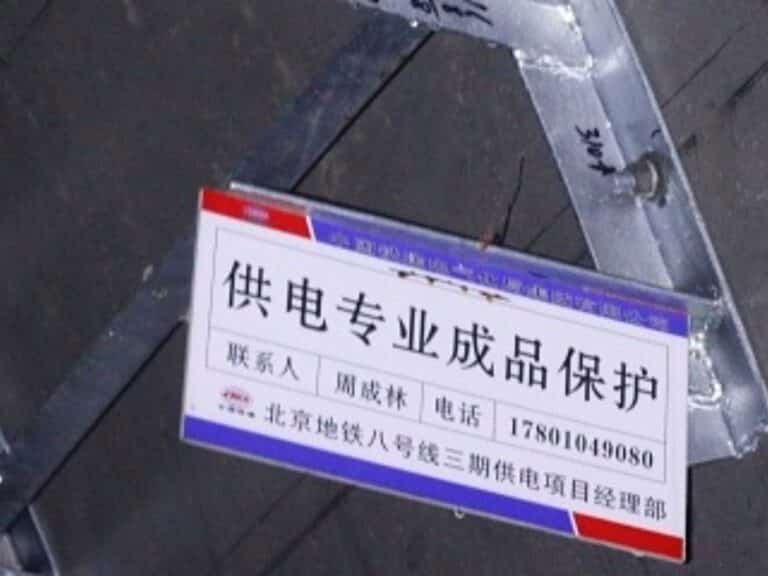 供电专业成品保护
联系人 周成林 电话 17801049080
北京地铁八号线三期供电项目经理部